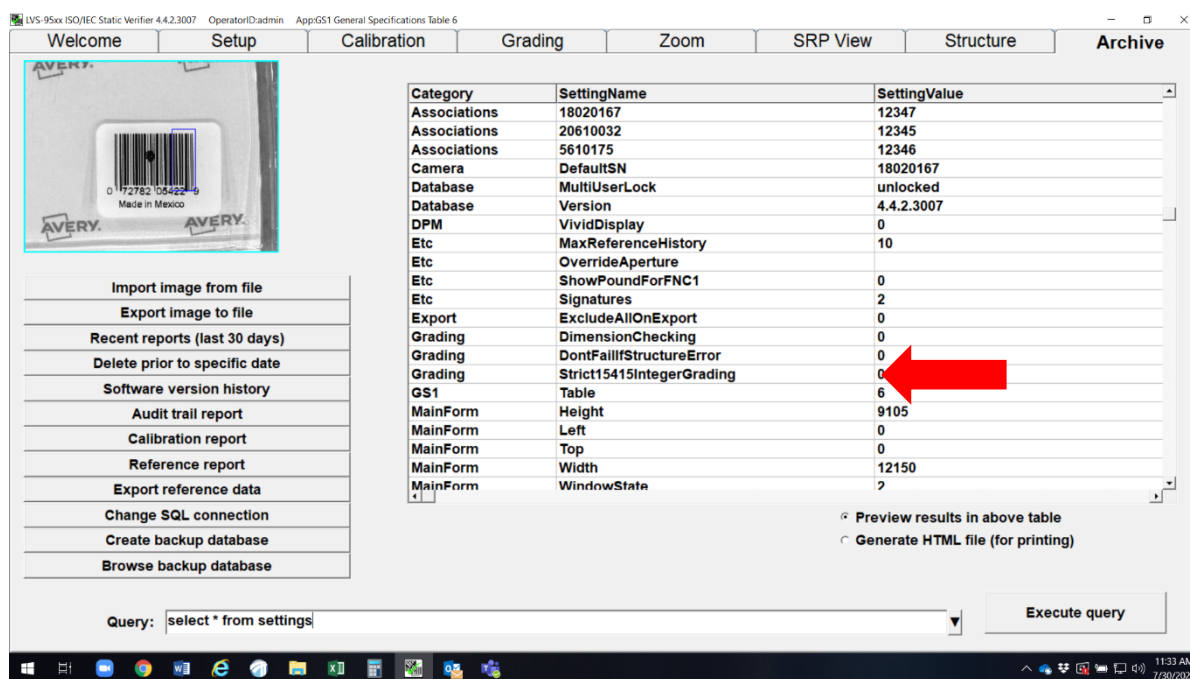 LVS-95xx ISO/IEC Static Verifier 4.4.2.3007 OperatorID:admin App:GS1 General Specifications Table 6
Welcome Setup Calibration Grading Zoom SRP View Structure Archive
AVERY.
0 72782 05422 9
Made in Mexico
AVERY. AVERY.
Import image from file
Export image to file
Recent reports (last 30 days)
Delete prior to specific date
Software version history
Audit trail report
Calibration report
Reference report
Export reference data
Change SQL connection
Create backup database
Browse backup database
Category SettingName SettingValue
Associations 18020167 12347
Associations 20610032 12345
Associations 5610175 12346
Camera DefaultSN 18020167
Database MultiUserLock unlocked
Database Version 4.4.2.3007
DPM VividDisplay 0
Etc MaxReferenceHistory 10
Etc OverrideAperture
Etc ShowPoundForFNC1 0
Etc Signatures 2
Export ExcludeAllOnExport 0
Grading DimensionChecking 0
Grading DontFailIfStructureError 0
Grading Strict15415IntegerGrading 0
GS1 Table 6
MainForm Height 9105
MainForm Left 0
MainForm Top 0
MainForm Width 12150
MainForm WindowState 2
Preview results in above table
Generate HTML file (for printing)
Query: select * from settings
Execute query
11:33 AM
7/30/202